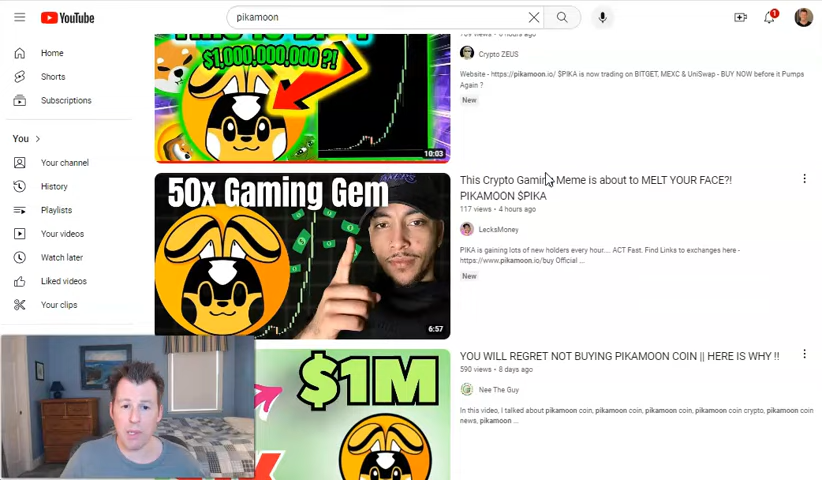 YouTube
pikamoon
1
Home
Shorts
Subscriptions
You
Your channel
History
Playlists
Your videos
Watch later
Liked videos
Your clips
$1,000,000,000 ?!
10:03
Crypto ZEUS
Website - https://pikamoon.io/ $PIKA is now trading on BITGET, MEXC & UniSwap - BUY NOW before it Pumps
Again ?
New
50x Gaming Gem
6:57
This Crypto Gaming Meme is about to MELT YOUR FACE?!
PIKAMOON $PIKA
117 views • 4 hours ago
LecksMoney
PIKA is gaining lots of new holders every hour.... ACT Fast. Find Links to exchanges here -
https://www.pikamoon.io/buy Official ...
New
$1M
YOU WILL REGRET NOT BUYING PIKAMOON COIN || HERE IS WHY !!
590 views • 8 days ago
Nee The Guy
In this video, I talked about pikamoon coin, pikamoon coin, pikamoon coin, pikamoon coin crypto, pikamoon coin
news, pikamoon ...